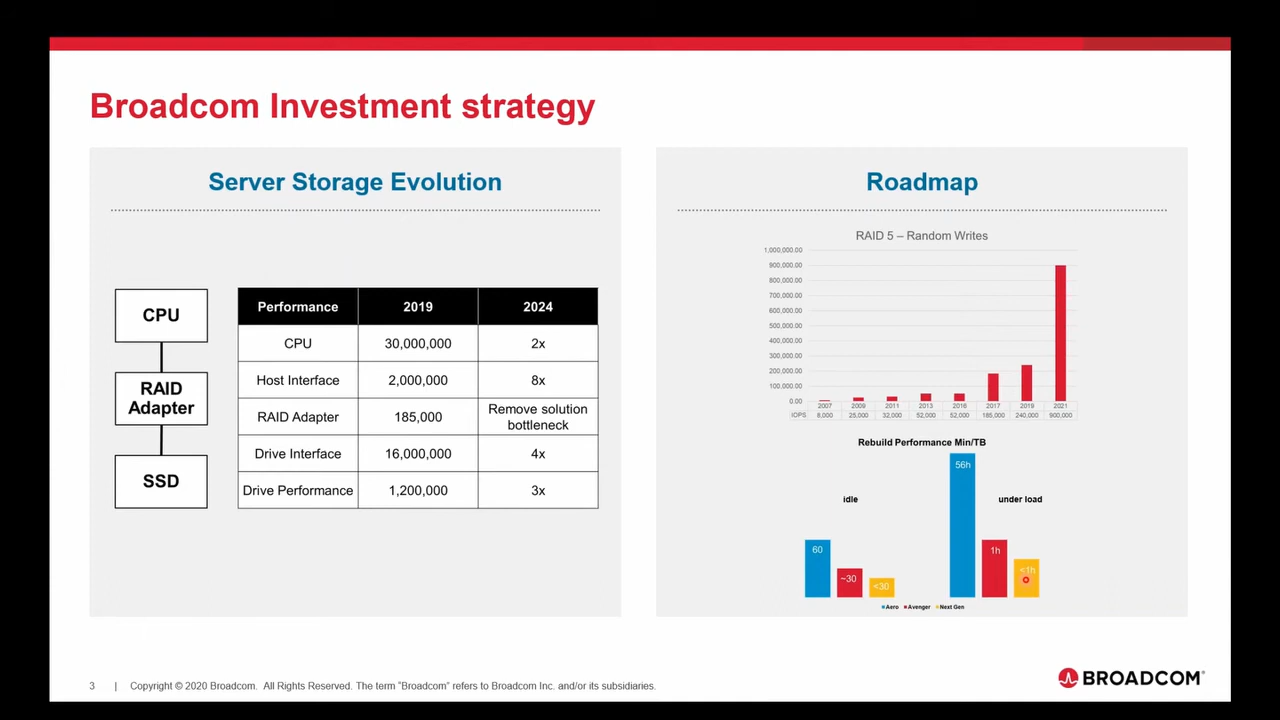 Broadcom Investment strategy
Server Storage Evolution
CPU
RAID
Adapter
SSD
Performance 2019 2024
CPU 30,000,000 2x
Host Interface 2,000,000 8x
RAID Adapter 185,000 Remove solution
bottleneck
Drive Interface 16,000,000 4x
Drive Performance 1,200,000 3x
Roadmap
RAID 5 – Random Writes
1,000,000.00
900,000.00
800,000.00
700,000.00
600,000.00
500,000.00
400,000.00
300,000.00
200,000.00
100,000.00
0.00
2007 2009 2011 2013 2016 2017 2019 2021
IOPS 8,000 25,000 32,000 52,000 52,000 185,000 240,000 900,000
Rebuild Performance Min/TB
idle
under load
60
~30
<30
56h
1h
<1h
Aero Avenger Next Gen
3 | Copyright © 2020 Broadcom. All Rights Reserved. The term "Broadcom" refers to Broadcom Inc. and/or its subsidiaries.
BROADCOM®